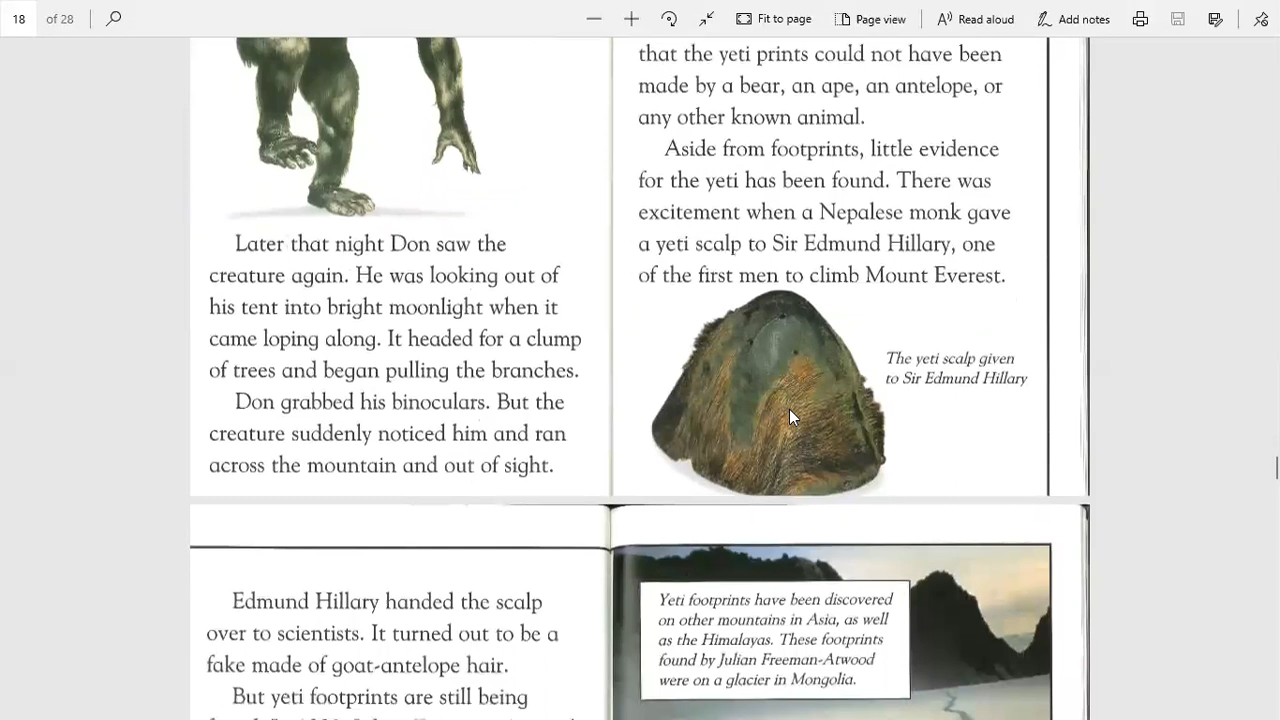 18 of 28
Fit to page
Page view
Read aloud
Add notes
Later that night Don saw the
creature again. He was looking out of
his tent into bright moonlight when it
came loping along. It headed for a clump
of trees and began pulling the branches.
Don grabbed his binoculars. But the
creature suddenly noticed him and ran
across the mountain and out of sight.
that the yeti prints could not have been
made by a bear, an ape, an antelope, or
any other known animal.
Aside from footprints, little evidence
for the yeti has been found. There was
excitement when a Nepalese monk gave
a yeti scalp to Sir Edmund Hillary, one
of the first men to climb Mount Everest.
The yeti scalp given
to Sir Edmund Hillary
Edmund Hillary handed the scalp
over to scientists. It turned out to be a
fake made of goat-antelope hair.
But yeti footprints are still being
Yeti footprints have been discovered
on other mountains in Asia, as well
as the Himalayas. These footprints
found by Julian Freeman-Atwood
were on a glacier in Mongolia.